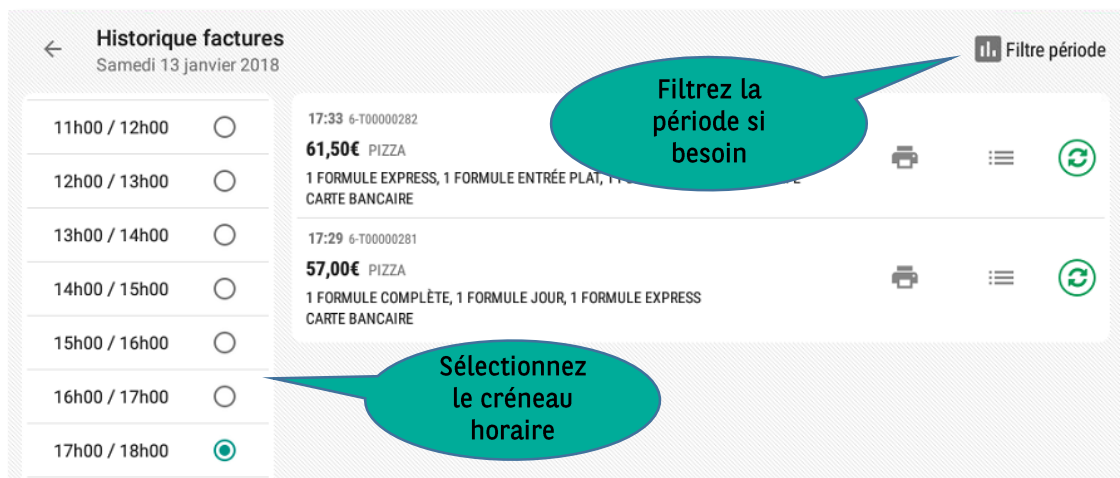 Historique factures
Samedi 13 janvier 2018
Filtre période
Filtrez la
période si
besoin
11h00 / 12h00
12h00 / 13h00
13h00 / 14h00
14h00 / 15h00
15h00 / 16h00
16h00 / 17h00
17h00 / 18h00
17:33 6-T00000282
61,50€ PIZZA
1 FORMULE EXPRESS, 1 FORMULE ENTRÉE PLAT,
CARTE BANCAIRE
17:29 6-T00000281
57,00€ PIZZA
1 FORMULE COMPLÈTE, 1 FORMULE JOUR, 1 FORMULE EXPRESS
CARTE BANCAIRE
Sélectionnez
le créneau
horaire